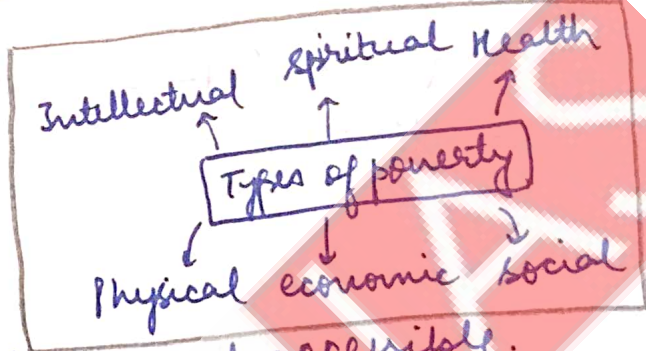 Intellectual Spiritual Health
Types of poverty
Physical economic social